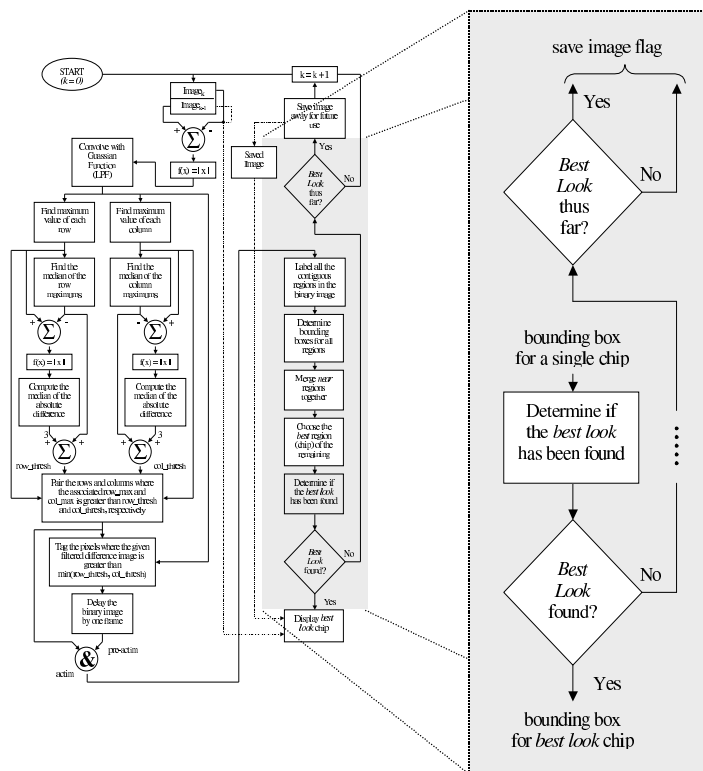 START
(k = 0)
Image k
Image k-1
+
-
Σ
f(x) = | x |
k = k + 1
Save image
away for future
use
Saved
Image
Yes
Best
Look
thus
far?
No
Convolve with
Guassian
Function
(LPF)
Find maximum
value of each
row
Find maximum
value of each
column
Find the
median of the
row
maximums
Find the
median of the
column
maximums
+
-
Σ
-
+
Σ
f(x) = | x |
f(x) = | x |
Compute the
median of the
absolute
difference
Compute the
median of the
absolute
difference
3
+
+
Σ
3
+
+
Σ
row_thresh
col_thresh
Pair the rows and columns where
the associated row_max and
col_max is greater than row_thresh
and col_thresh, respectively
Tag the pixels where the given
filtered difference image is
greater than
min(row_thresh, col_thresh)
Delay the
binary image
by one frame
&
pre-actim
actim
Label all the
contiguous
regions in the
binary image
Determine
bounding
boxes for all
regions
Merge near
regions
together
Choose the
best region
(chip) of the
remaining
Determine if
the best look
has been found
Best
Look
found?
No
Yes
Display best
look chip
save image flag
Yes
Best
Look
thus
far?
No
bounding box
for a single chip
Determine if
the best look
has been found
Best
Look
found?
No
Yes
bounding box
for best look chip